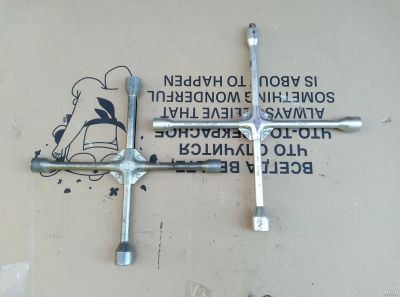 ВСЕГДА
ЧТО СЛУЧИТСЯ
ЧТО-ТО ПРЕКРАСНОЕ
ALWAYS BELIEVE THAT
SOMETHING WONDERFUL
IS ABOUT TO HAPPEN